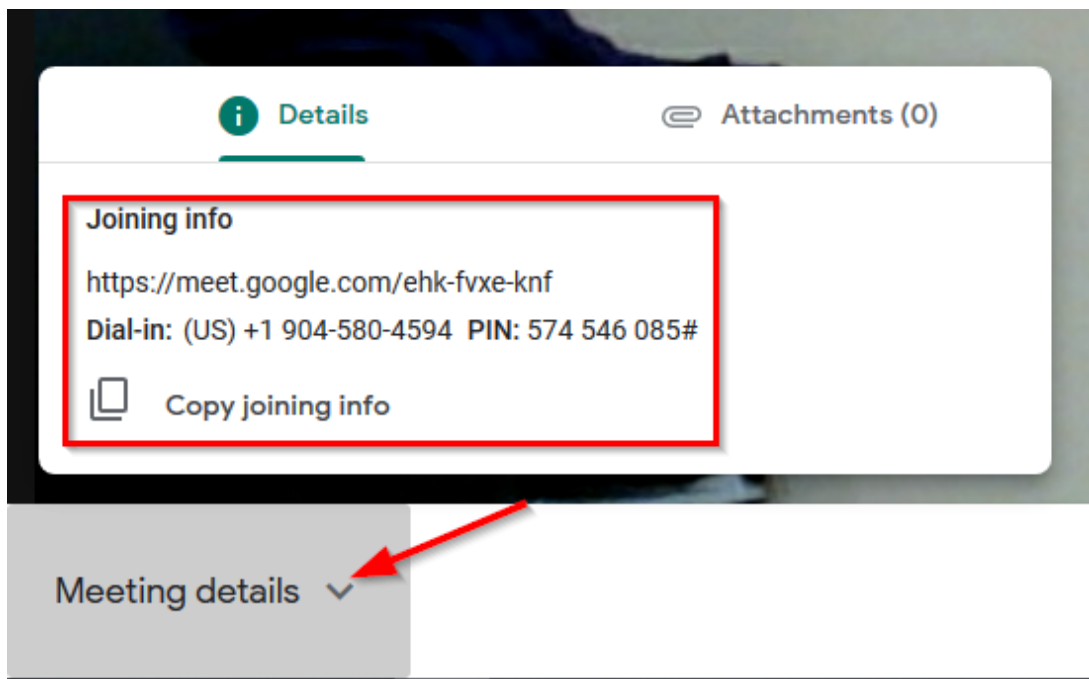 Details
Attachments (0)
Joining info
https://meet.google.com/ehk-fvxe-knf
Dial-in: (US) +1 904-580-4594 PIN: 574 546 085#
Copy joining info
Meeting details